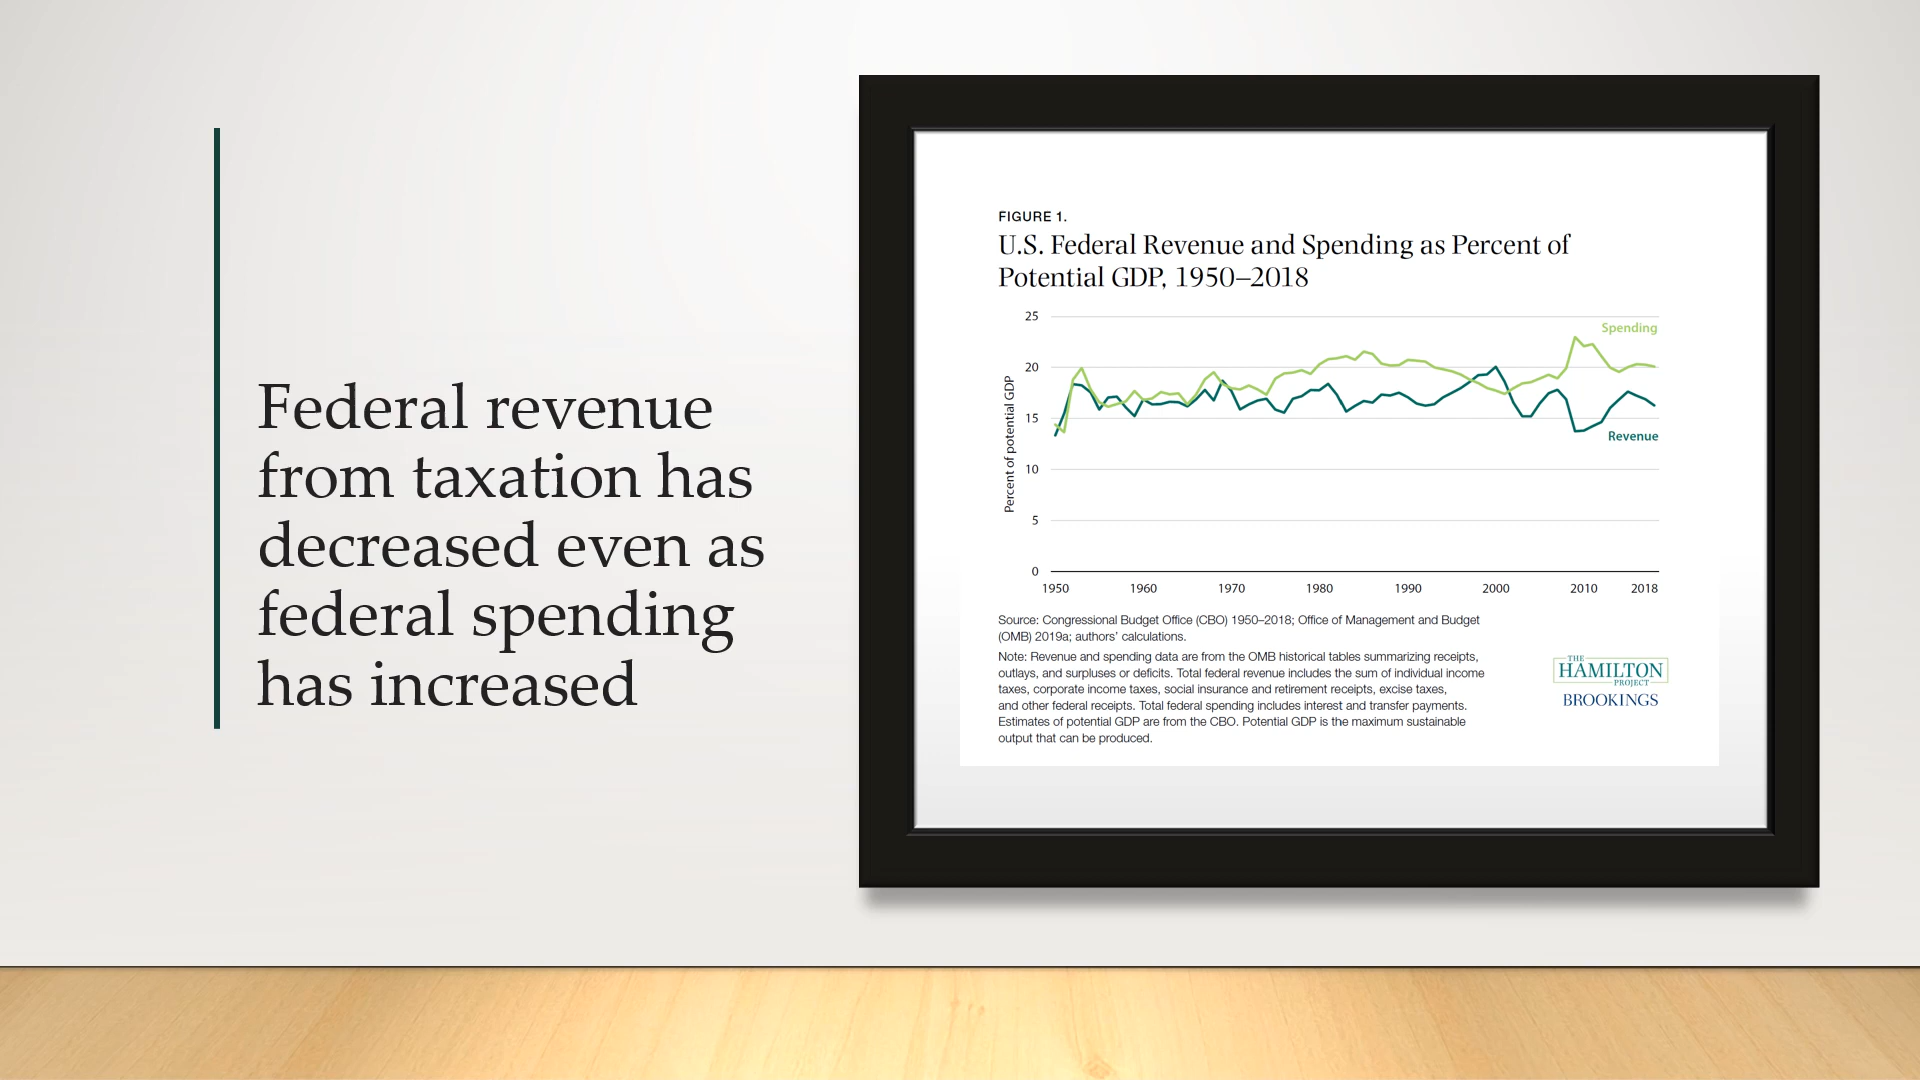 Federal revenue
from taxation has
decreased even as
federal spending
has increased
FIGURE 1.
U.S. Federal Revenue and Spending as Percent of
Potential GDP, 1950–2018
Percent of potential GDP
25
20
15
10
5
0
Spending
Revenue
1950 1960 1970 1980 1990 2000 2010 2018
Source: Congressional Budget Office (CBO) 1950–2018; Office of Management and Budget
(OMB) 2019a; authors’ calculations.
Note: Revenue and spending data are from the OMB historical tables summarizing receipts,
outlays, and surpluses or deficits. Total federal revenue includes the sum of individual income
taxes, corporate income taxes, social insurance and retirement receipts, excise taxes,
and other federal receipts. Total federal spending includes interest and transfer payments.
Estimates of potential GDP are from the CBO. Potential GDP is the maximum sustainable
output that can be produced.
THE
HAMILTON
PROJECT
BROOKINGS